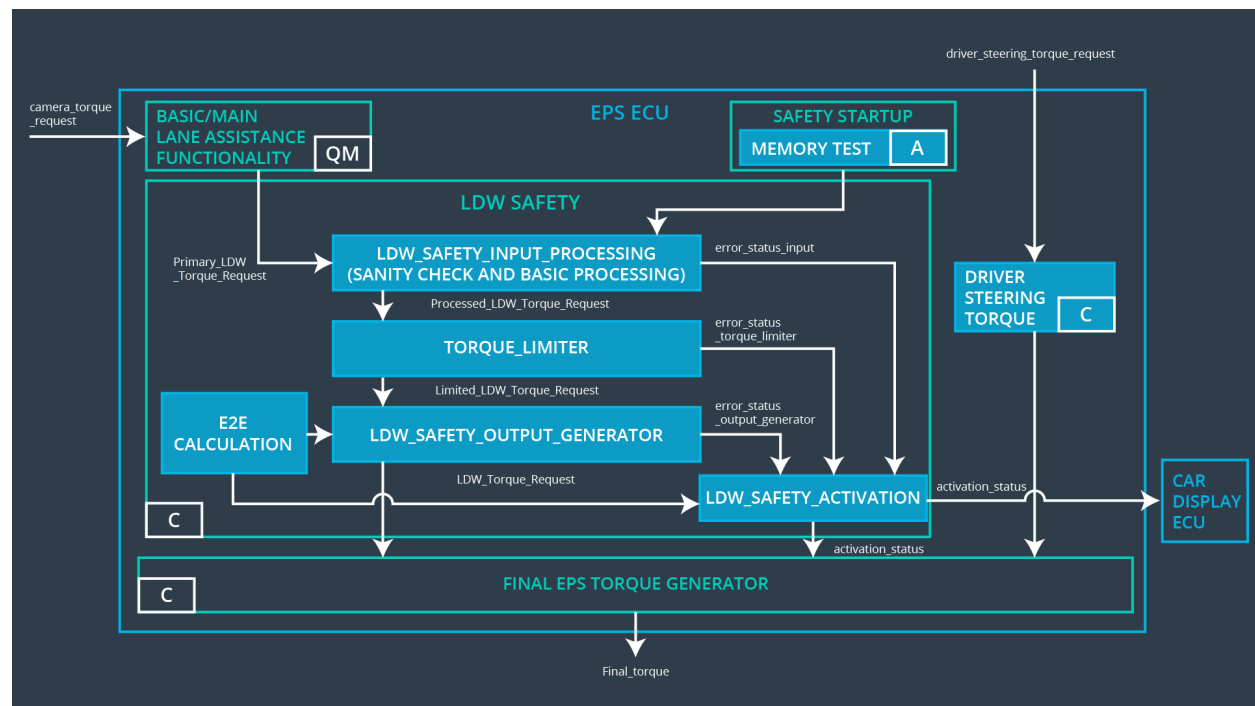 driver_steering_torque_request
camera_torque
_request
BASIC/MAIN
LANE ASSISTANCE
FUNCTIONALITY
QM
EPS ECU
SAFETY STARTUP
MEMORY TEST
A
LDW SAFETY
Primary_LDW
_Torque_Request
LDW_SAFETY_INPUT_PROCESSING
(SANITY CHECK AND BASIC PROCESSING)
error_status_input
DRIVER
STEERING
TORQUE
C
Processed_LDW_Torque_Request
TORQUE_LIMITER
error_status
_torque_limiter
Limited_LDW_Torque_Request
E2E
CALCULATION
LDW_SAFETY_OUTPUT_GENERATOR
error_status
_output_generator
LDW_Torque_Request
LDW_SAFETY_ACTIVATION
activation_status
CAR
DISPLAY
ECU
C
activation_status
FINAL EPS TORQUE GENERATOR
C
Final_torque